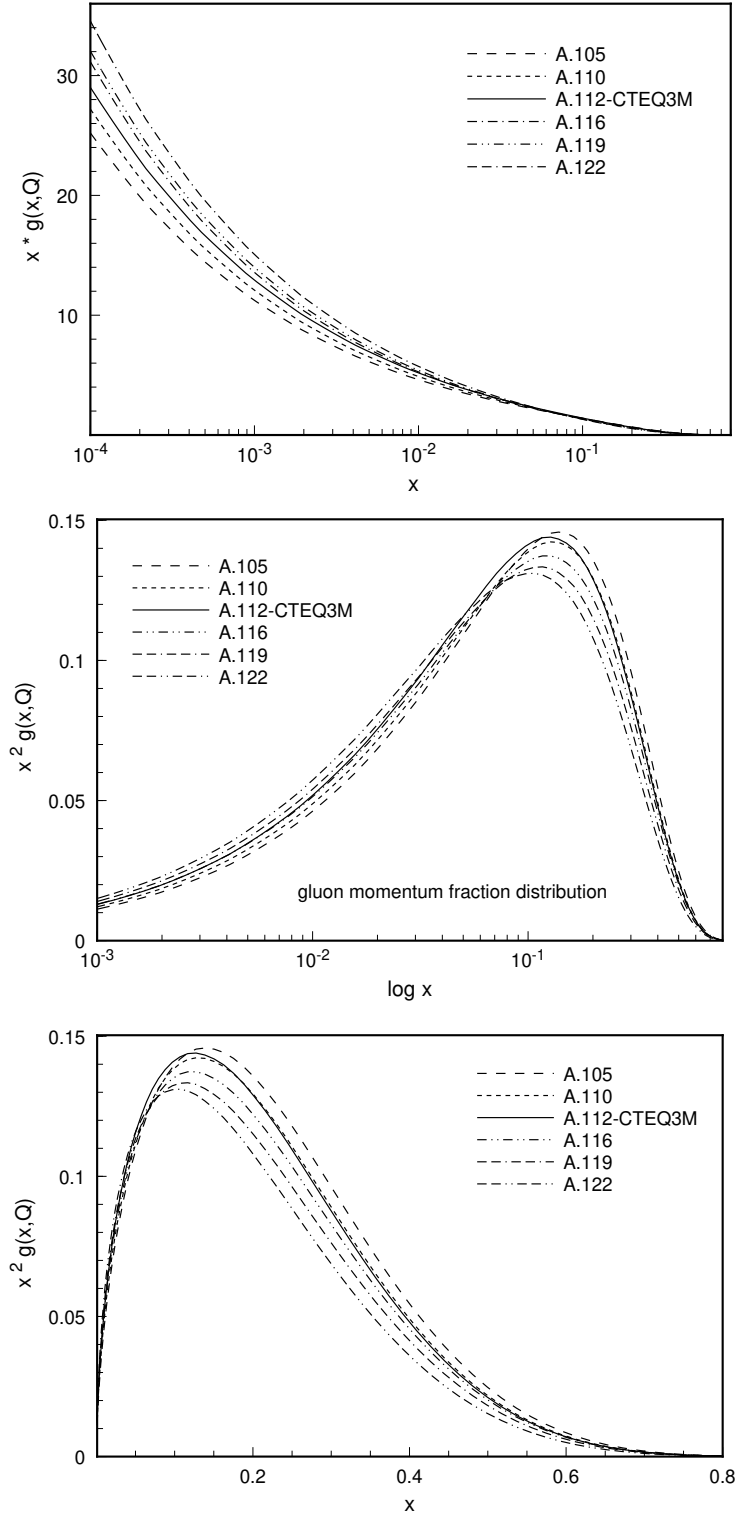 30
20
10
x * g(x,Q)
A.105
A.110
A.112-CTEQ3M
A.116
A.119
A.122
10-4
10-3
10-2
10-1
x
0.15
0.1
0.05
0
x 2 g(x,Q)
A.105
A.110
A.112-CTEQ3M
A.116
A.119
A.122
gluon momentum fraction distribution
10-3
10-2
10-1
log x
0.15
0.1
0.05
0
x 2 g(x,Q)
A.105
A.110
A.112-CTEQ3M
A.116
A.119
A.122
0.2
0.4
0.6
0.8
x